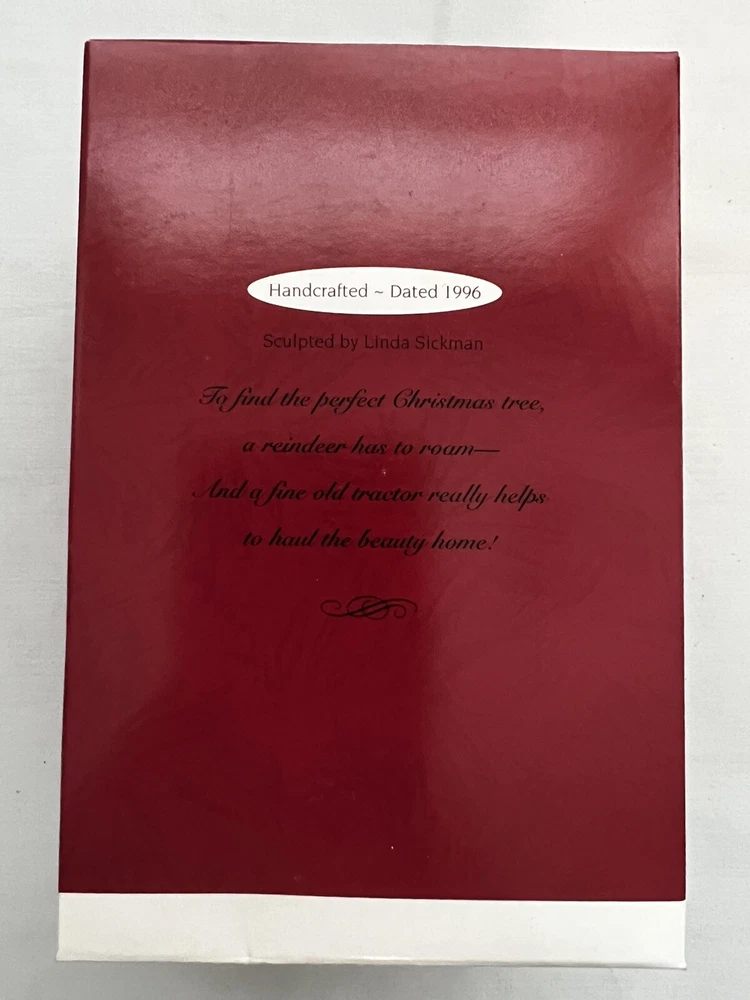 Handcrafted ~ Dated 1996
Sculpted by Linda Sickman
To find the perfect Christmas tree,
a reindeer has to roam—
And a fine old tractor really helps
to haul the beauty home!